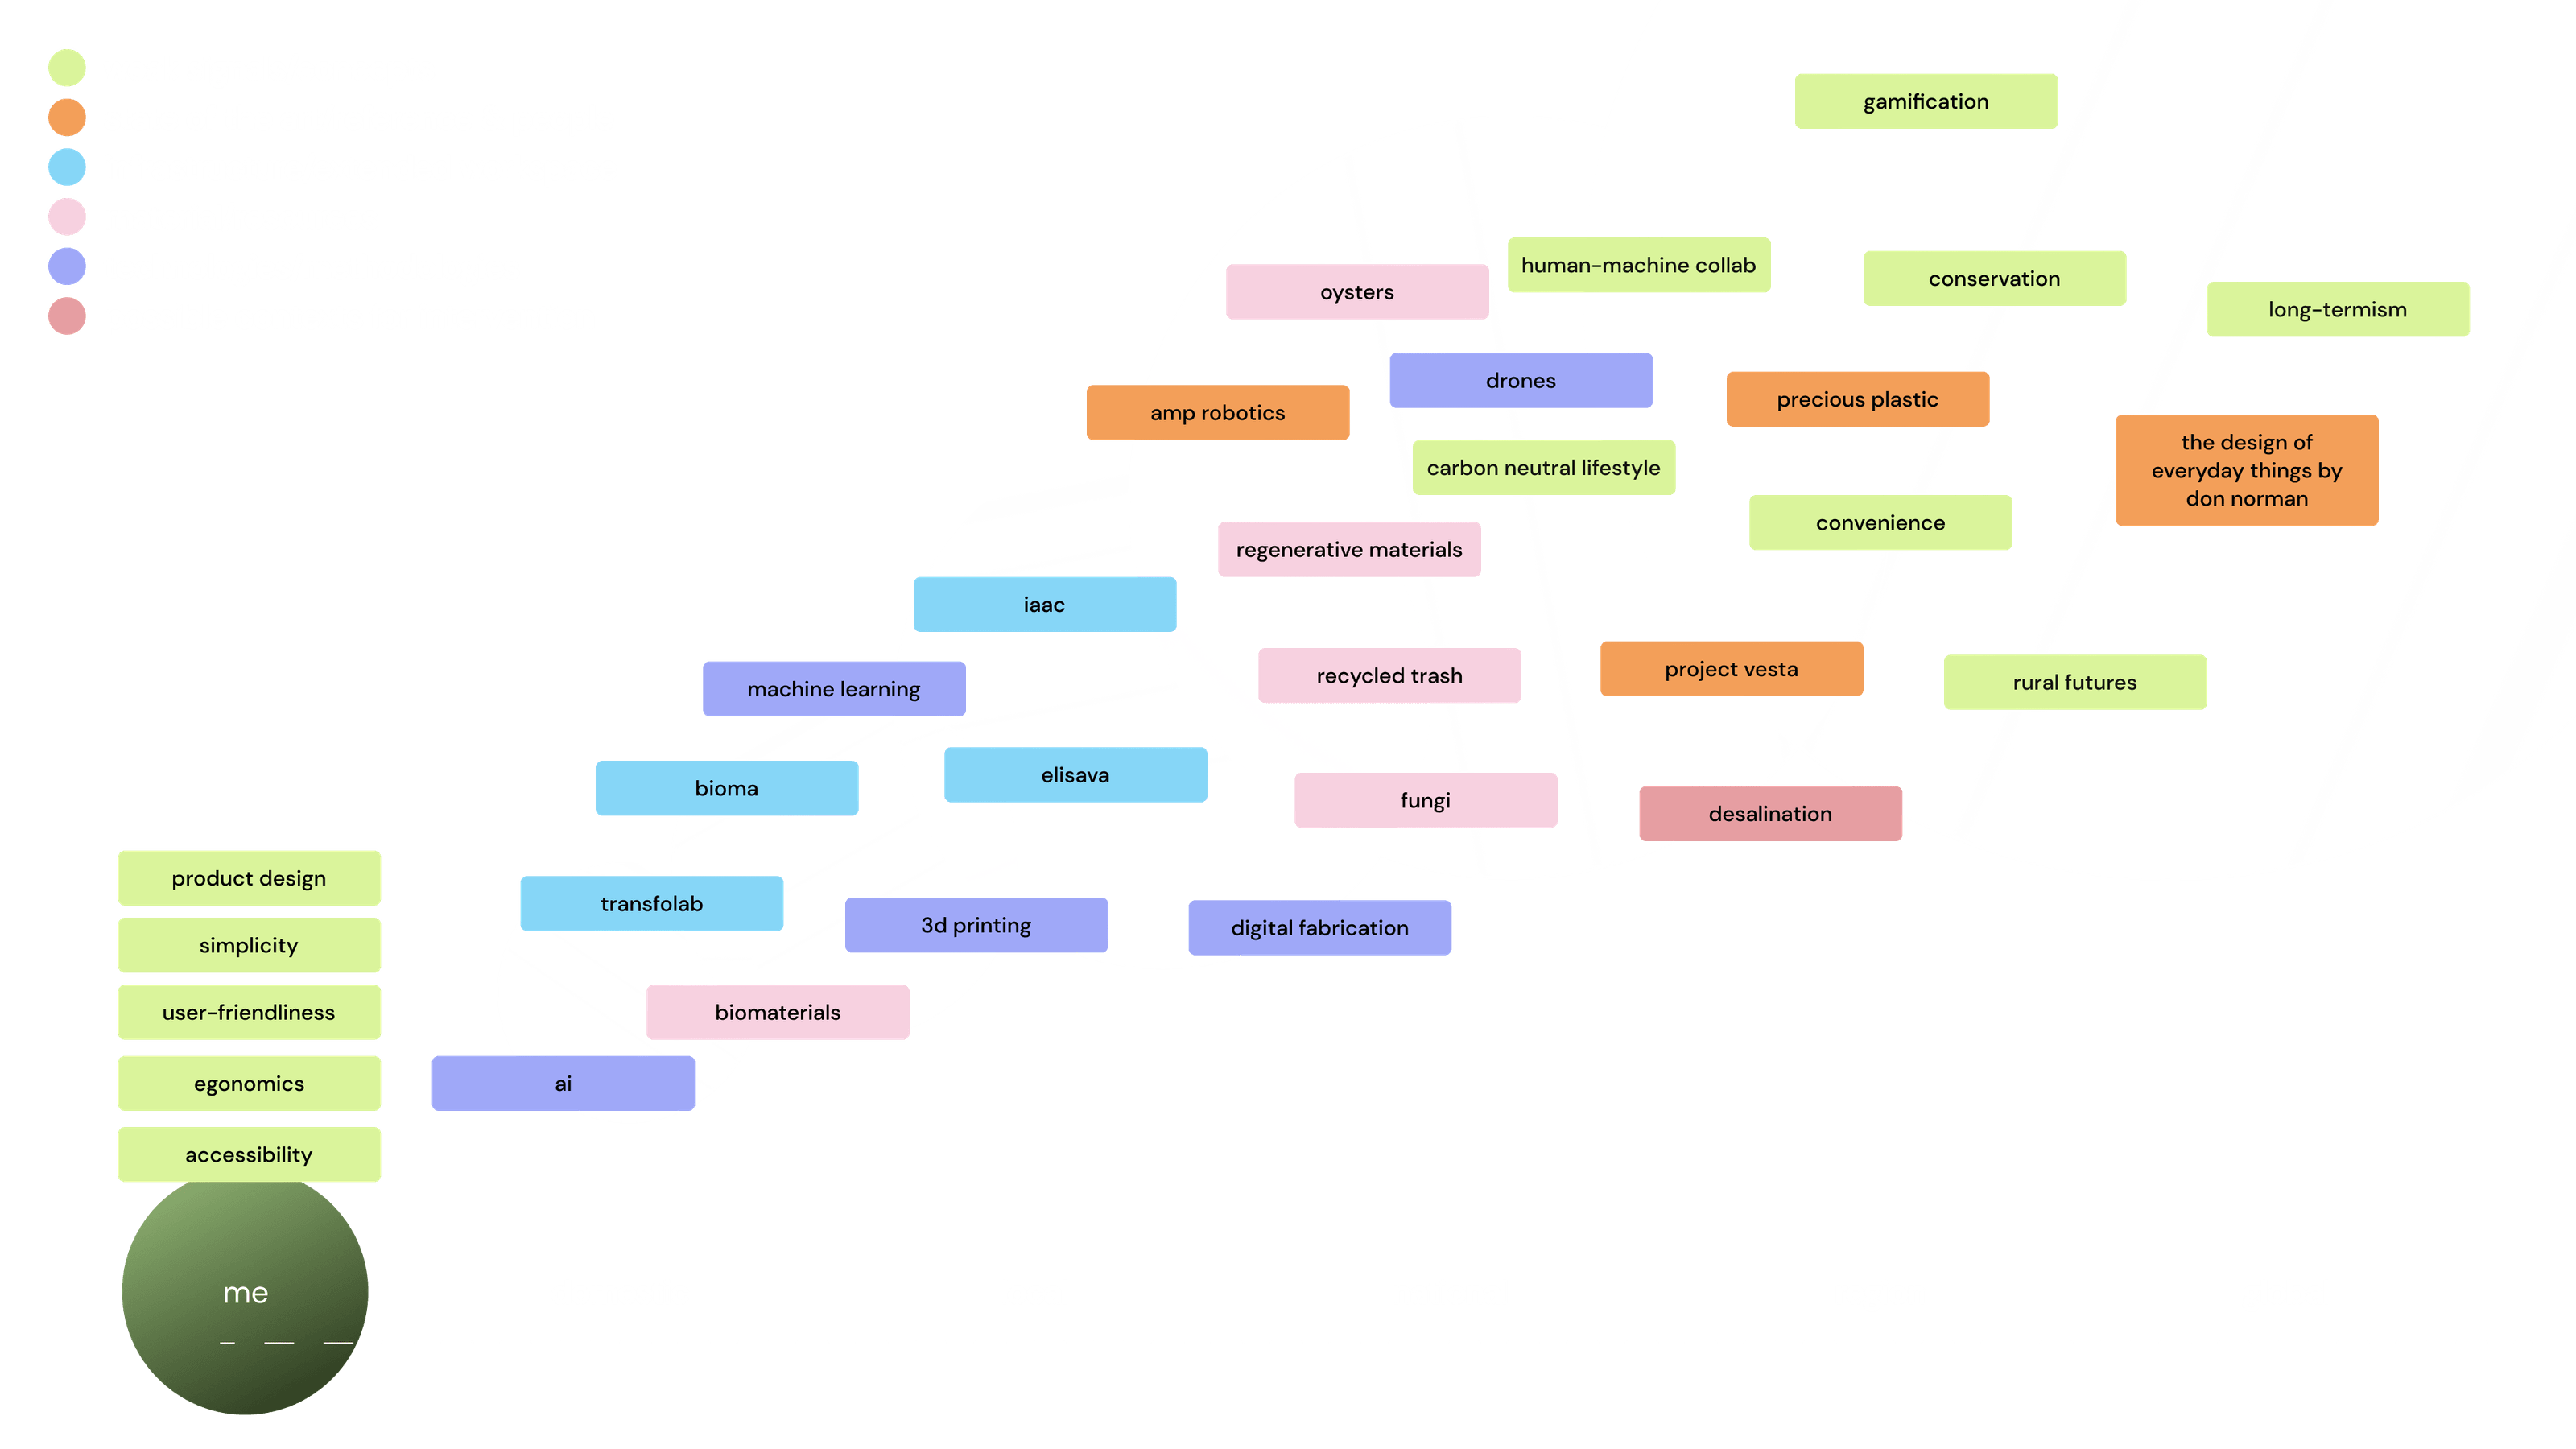 gamification
human-machine collab
conservation
oysters
long-termism
drones
precious plastic
amp robotics
the design of
everyday things by
don norman
carbon neutral lifestyle
convenience
regenerative materials
iaac
project vesta
recycled trash
rural futures
machine learning
elisava
bioma
fungi
desalination
product design
transfolab
3d printing
digital fabrication
simplicity
user-friendliness
biomaterials
egonomics
ai
accessibility
me